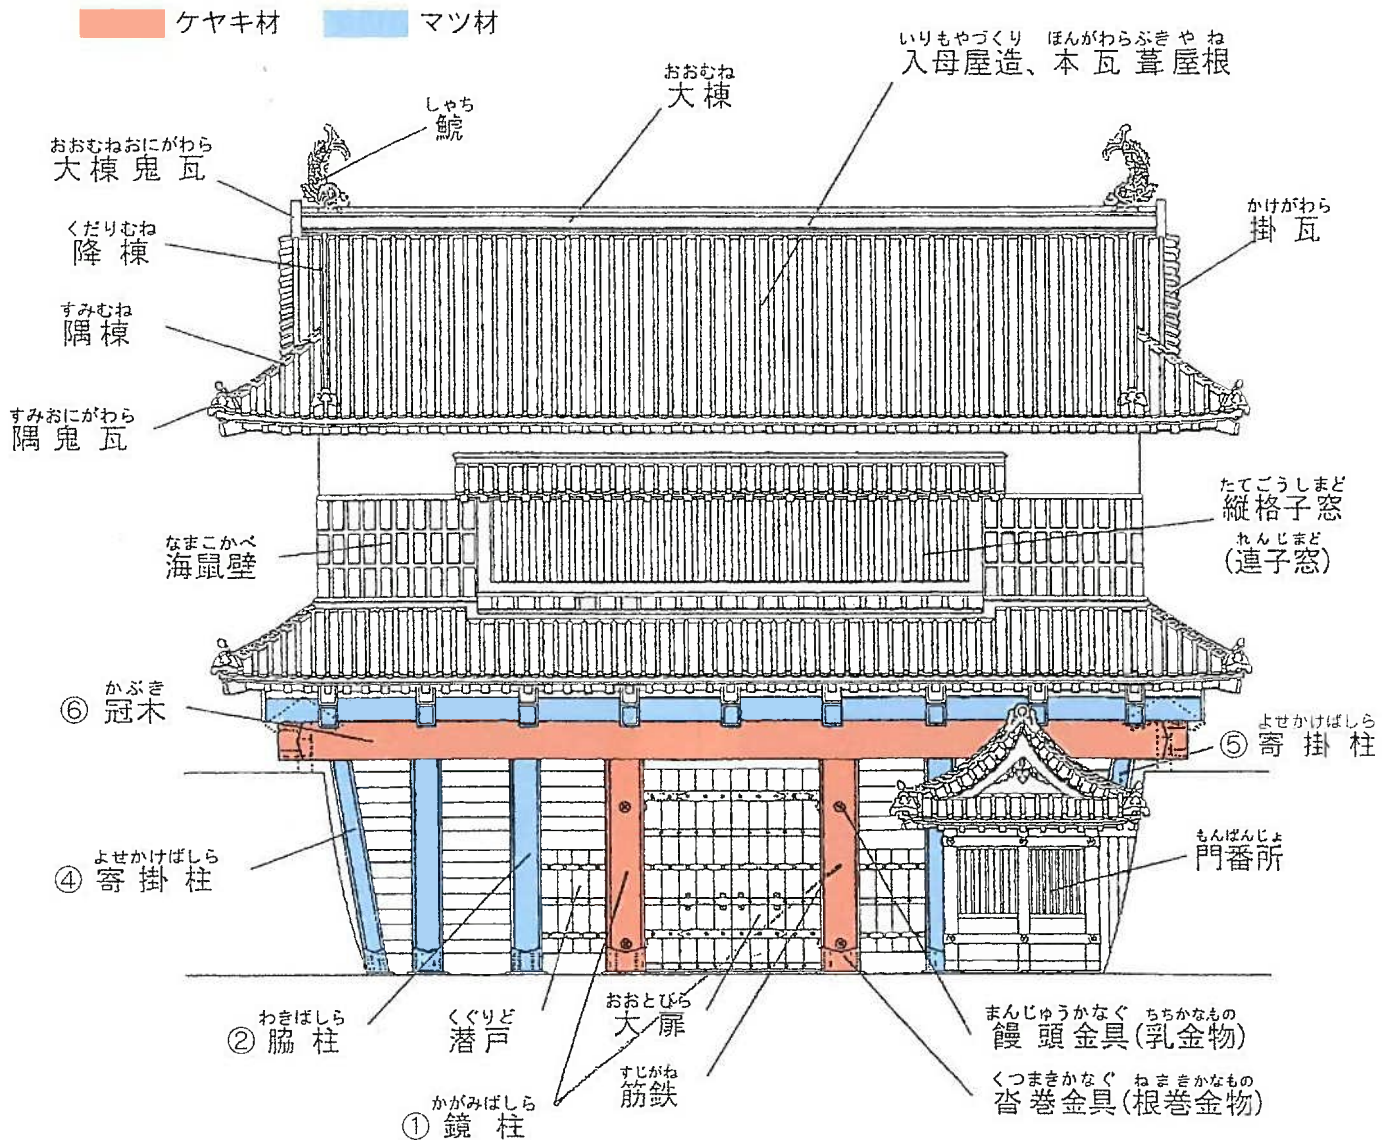 ケヤキ材 マツ材
いりもやづくり ほんがわらぶきやね
入母屋造、本瓦葺屋根
おおむね
大棟
しゃち
鯱
おおむねおにがわら
大棟鬼瓦
かけがわら
掛瓦
くだりむね
降棟
すみむね
隅棟
すみおにがわら
隅鬼瓦
たてごうしまど
縦格子窓
れんじまど
(連子窓)
なまこかべ
海鼠壁
かぶき
⑥冠木
よせかけばしら
⑤寄掛柱
よせかけばしら
④寄掛柱
もんばんじょ
門番所
わきばしら
②脇柱
くぐりど
潜戸
おおとびら
大扉
まんじゅうかなぐ ちちかなもの
饅頭金具(乳金物)
すじがね
筋鉄
くつまきかなぐ ねまきかなもの
沓巻金具(根巻金物)
かがみばしら
①鏡柱